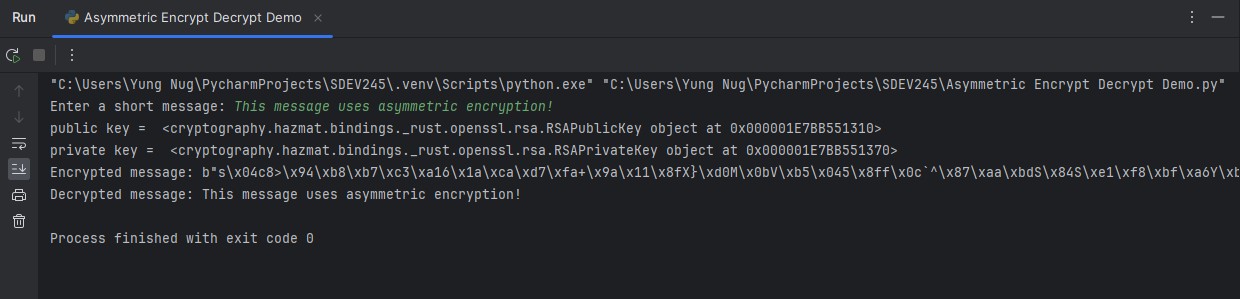 Run Asymmetric Encrypt Decrypt Demo
"C:\Users\Yung Nug\PycharmProjects\SDEV245\.venv\Scripts\python.exe" "C:\Users\Yung Nug\PycharmProjects\SDEV245\Asymmetric Encrypt Decrypt Demo.py"
Enter a short message: This message uses asymmetric encryption!
public key =  <cryptography.hazmat.bindings._rust.openssl.rsa.RSAPublicKey object at 0x000001E7BB551310>
private key =  <cryptography.hazmat.bindings._rust.openssl.rsa.RSAPrivateKey object at 0x000001E7BB551370>
Encrypted message: b"s\x04c8>\x94\xb8\xb7\xc3\xa16\x1a\xca\xd7\xfa+\x9a\x11\x8fX}\xd0M\x0bV\xb5\x045\x8ff\x0c`^\x87\xaa\xbdS\x84S\xe1\xf8\xbf\xa6Y\xb
Decrypted message: This message uses asymmetric encryption!
Process finished with exit code 0